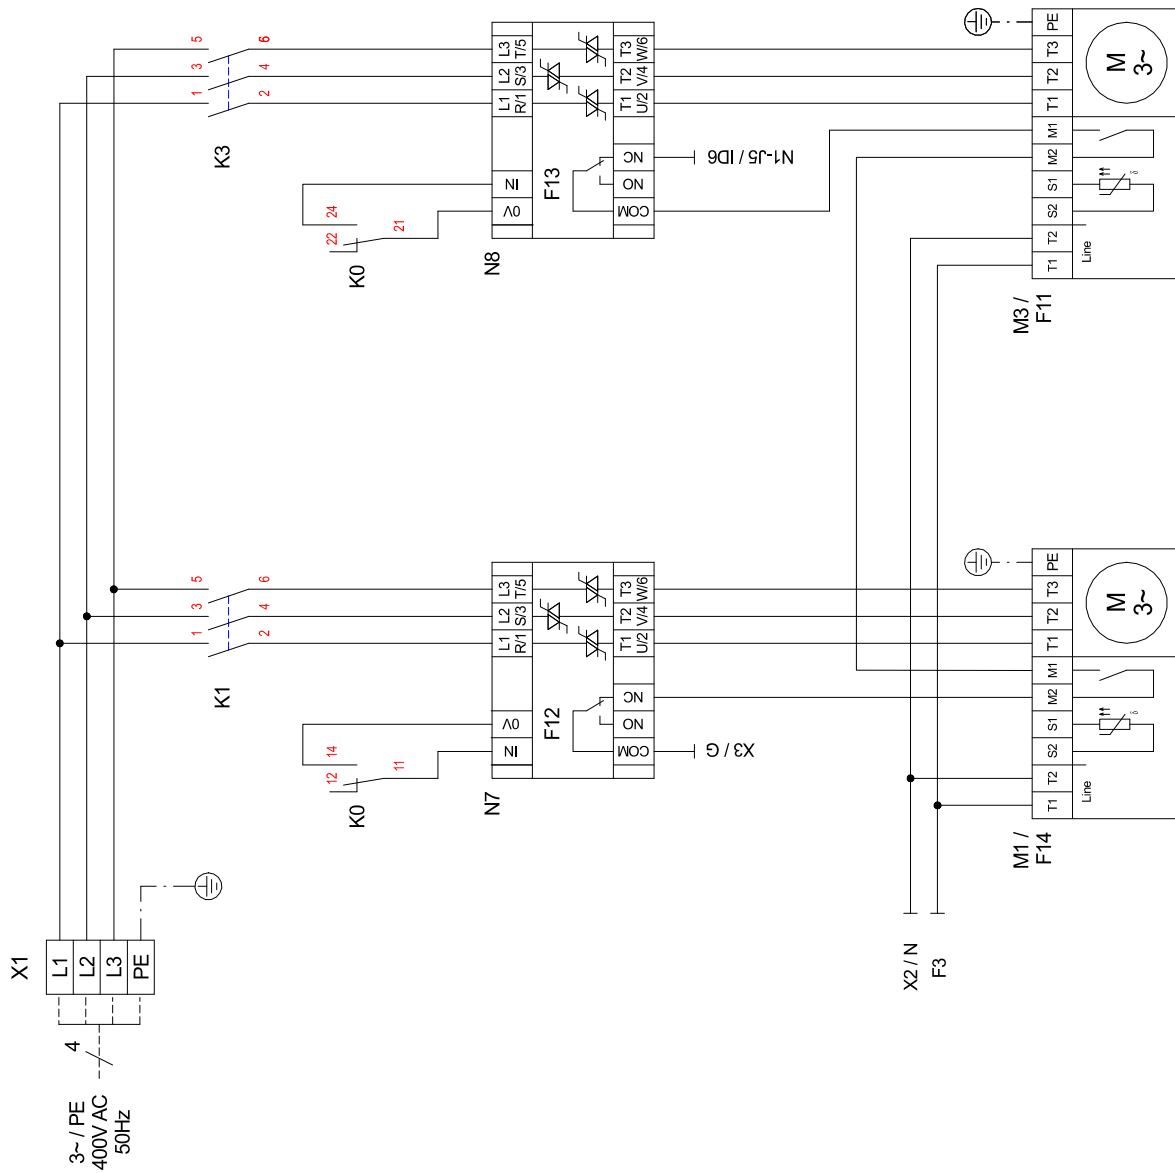 5
3
1
6
4
2
K3
L3
T/5
L2
S/3
L1
R/1
T3
W/6
T2
V/4
T1
U/2
NC
NO
COM
IN
0V
F13
N8
24
22
21
K0
N1-J5 / ID6
PE
T3
T2
T1
M1
M2
S1
S2
T2
T1
M
3~
δ
Line
M3 /
F11
5
3
1
6
4
2
K1
L3
T/5
L2
S/3
L1
R/1
T3
W/6
T2
V/4
T1
U/2
NC
NO
COM
0V
IN
F12
N7
14
12
11
K0
X3 / G
PE
T3
T2
T1
M1
M2
S1
S2
T2
T1
M
3~
δ
Line
M1 /
F14
X1
L1
L2
L3
PE
4
3~ / PE
400V AC
50Hz
X2 / N
F3